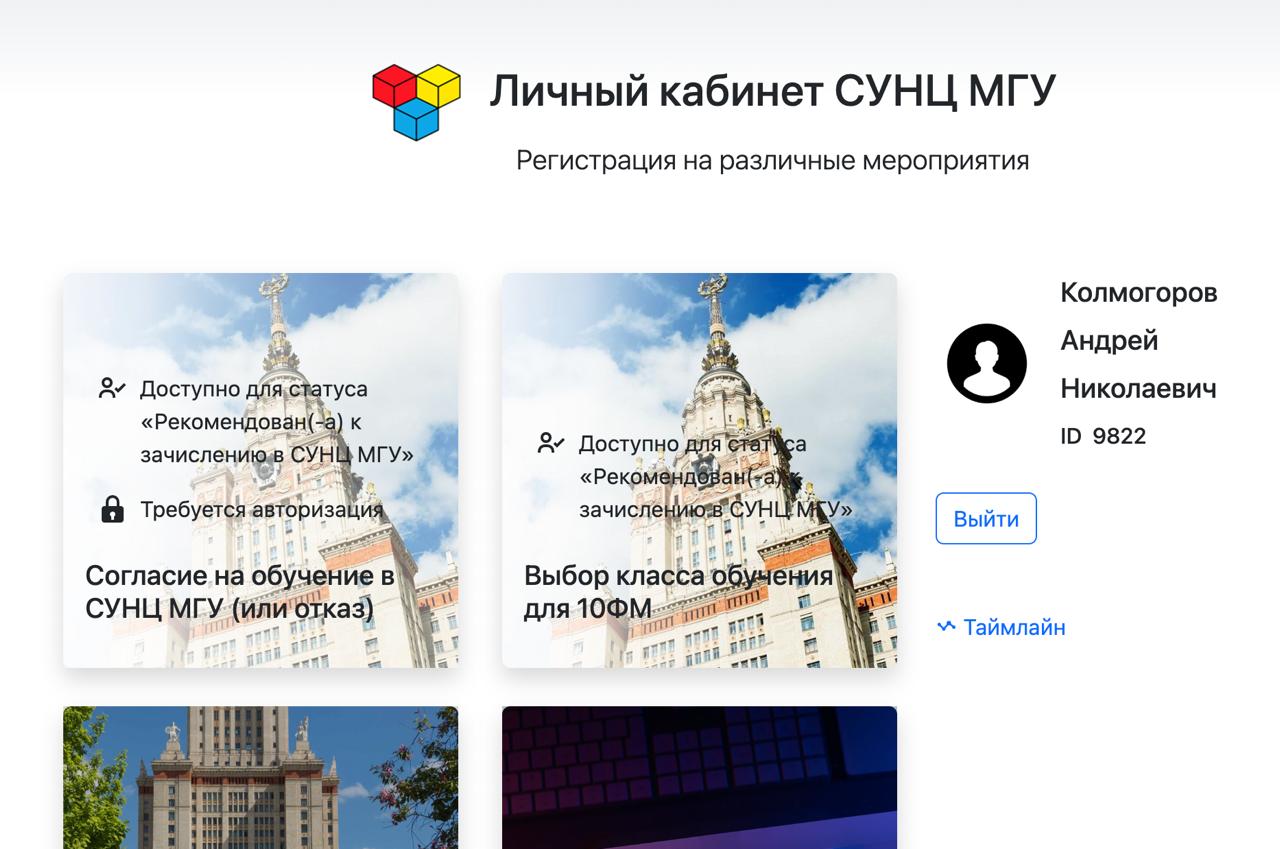 Личный кабинет СУНЦ МГУ
Регистрация на различные мероприятия
Доступно для статуса
«Рекомендован(-а) к
зачислению в СУНЦ МГУ»
Требуется авторизация
Согласие на обучение в
СУНЦ МГУ (или отказ)
Доступно для статуса
«Рекомендован(-а) к
зачислению в СУНЦ МГУ»
Выбор класса обучения
для 10ФМ
Колмогоров
Андрей
Николаевич
ID 9822
Выйти
Таймлайн